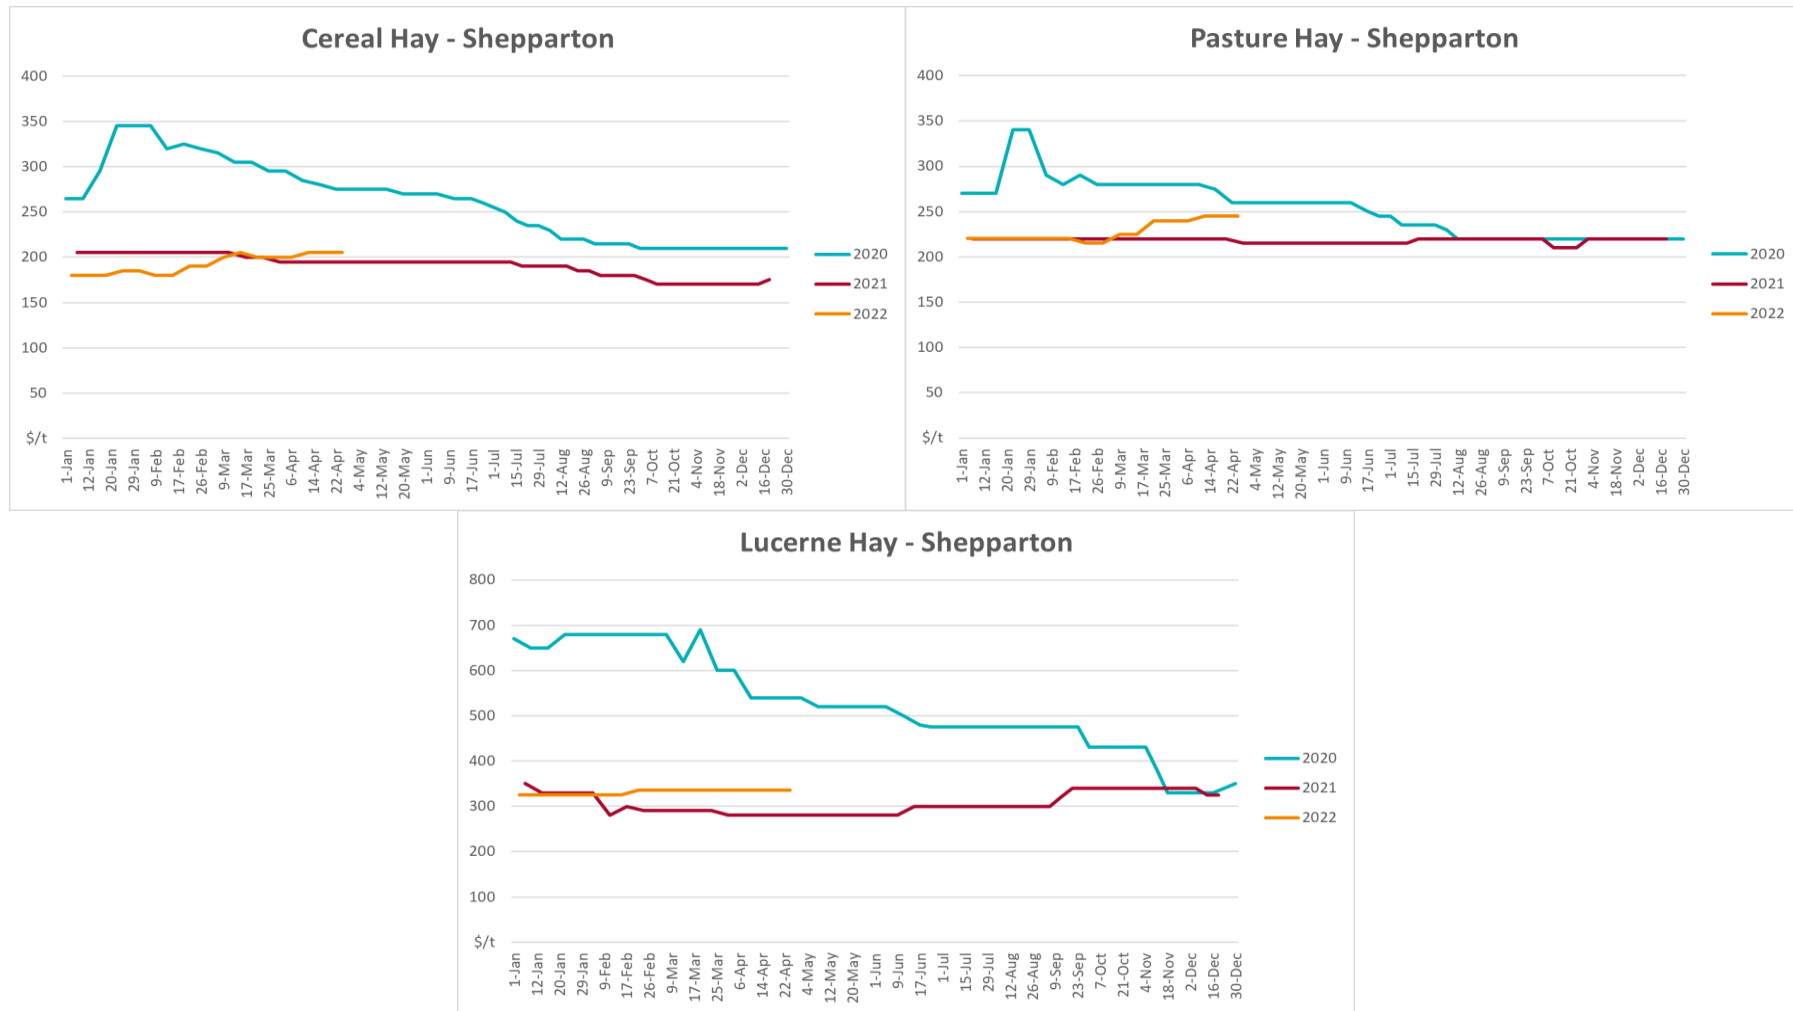 Cereal Hay - Shepparton
400
350
300
250
200
150
100
50
$/t
1-Jan
12-Jan
20-Jan
29-Jan
9-Feb
17-Feb
26-Feb
9-Mar
17-Mar
25-Mar
6-Apr
14-Apr
22-Apr
4-May
12-May
20-May
1-Jun
9-Jun
17-Jun
1-Jul
15-Jul
29-Jul
12-Aug
26-Aug
9-Sep
23-Sep
7-Oct
21-Oct
4-Nov
18-Nov
2-Dec
16-Dec
30-Dec
2020
2021
2022
Pasture Hay - Shepparton
400
350
300
250
200
150
100
50
$/t
1-Jan
12-Jan
20-Jan
29-Jan
9-Feb
17-Feb
26-Feb
9-Mar
17-Mar
25-Mar
6-Apr
14-Apr
22-Apr
4-May
12-May
20-May
1-Jun
9-Jun
17-Jun
1-Jul
15-Jul
29-Jul
12-Aug
26-Aug
9-Sep
23-Sep
7-Oct
21-Oct
4-Nov
18-Nov
2-Dec
16-Dec
30-Dec
2020
2021
2022
Lucerne Hay - Shepparton
800
700
600
500
400
300
200
100
$/t
1-Jan
12-Jan
20-Jan
29-Jan
9-Feb
17-Feb
26-Feb
9-Mar
17-Mar
25-Mar
6-Apr
14-Apr
22-Apr
4-May
12-May
20-May
1-Jun
9-Jun
17-Jun
1-Jul
15-Jul
29-Jul
12-Aug
26-Aug
9-Sep
23-Sep
7-Oct
21-Oct
4-Nov
18-Nov
2-Dec
16-Dec
30-Dec
2020
2021
2022